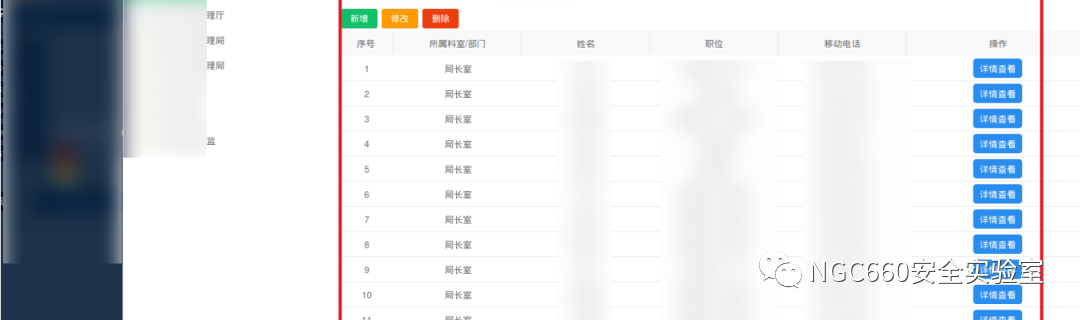 理厅
理局
理局
监
新增 修改 删除
序号 所属科室/部门 姓名 职位 移动电话 操作
1 局长室 详情查看
2 局长室 详情查看
3 局长室 详情查看
4 局长室 详情查看
5 局长室 详情查看
6 局长室 详情查看
7 局长室 详情查看
8 局长室 详情查看
9 局长室
10 局长室 详情查看
11 局长室 详情查看
NGC660安全实验室